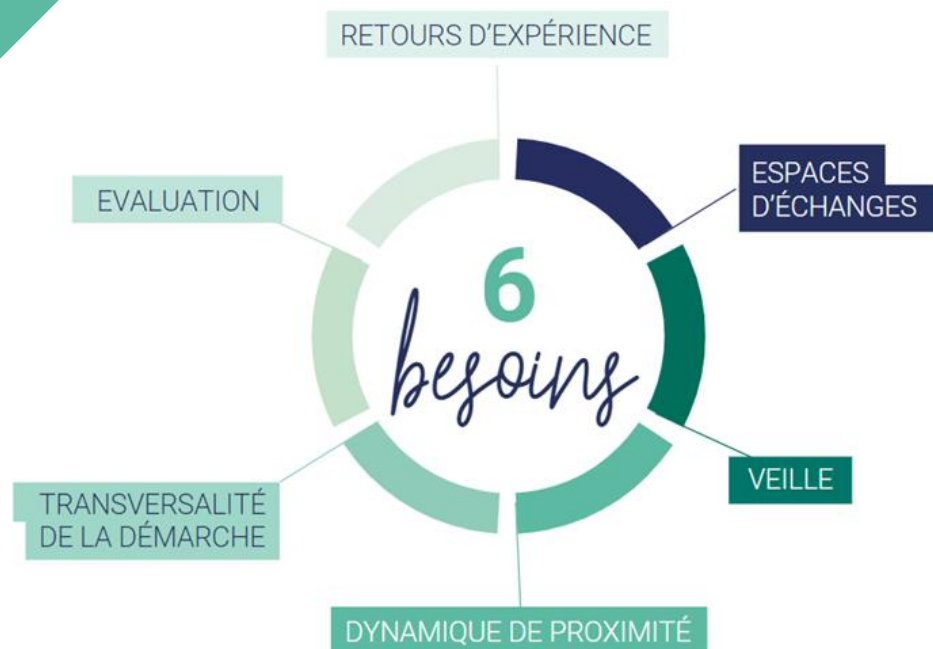 RETOURS D'EXPÉRIENCE
ESPACES
D'ÉCHANGES
EVALUATION
6
besoins
VEILLE
TRANSVERSALITÉ
DE LA DÉMARCHE
DYNAMIQUE DE PROXIMITÉ